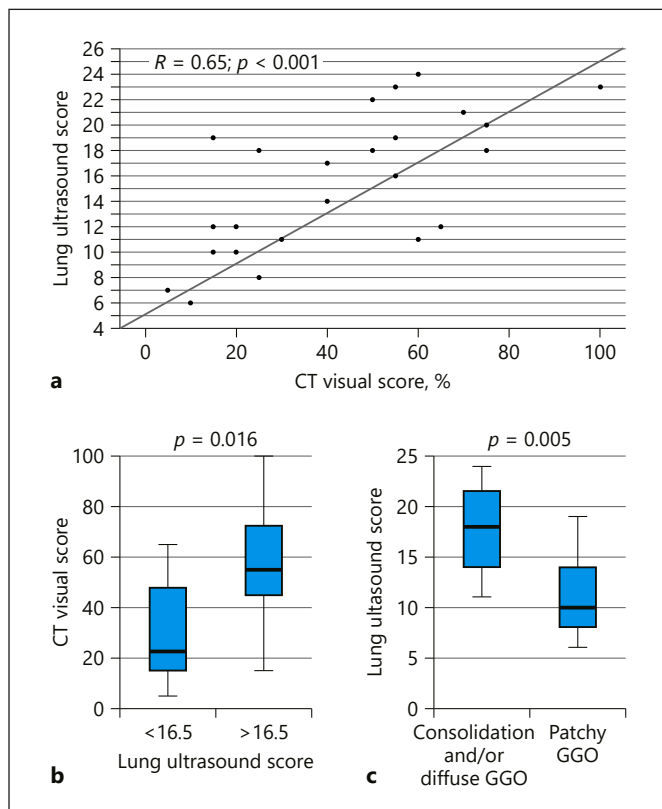 R = 0.65; p < 0.001
Lung ultrasound score
26
24
22
20
18
16
14
12
10
8
6
4
0
20
40
60
80
100
CT visual score, %
a
p = 0.016
CT visual score
100
80
60
40
20
0
<16.5
>16.5
Lung ultrasound score
b
p = 0.005
Lung ultasound score
25
20
15
10
5
0
Consolidation
and/or
diffuse GGO
Patchy
GGO
c